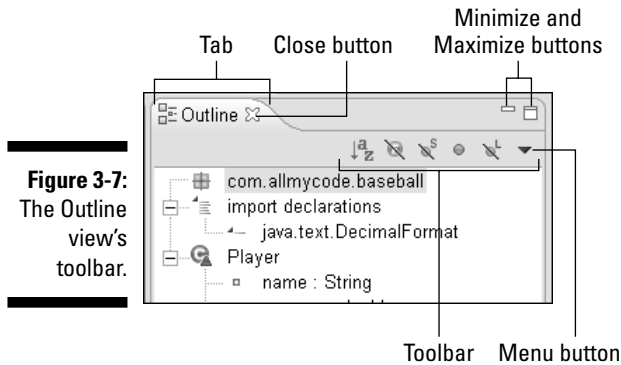 Minimize and
Maximize buttons
Tab
Close button
Outline
a
z
S
L
com.allmycode.baseball
import declarations
java.text.DecimalFormat
C
Player
name : String
Figure 3-7:
The Outline
view's
toolbar.
Toolbar
Menu button